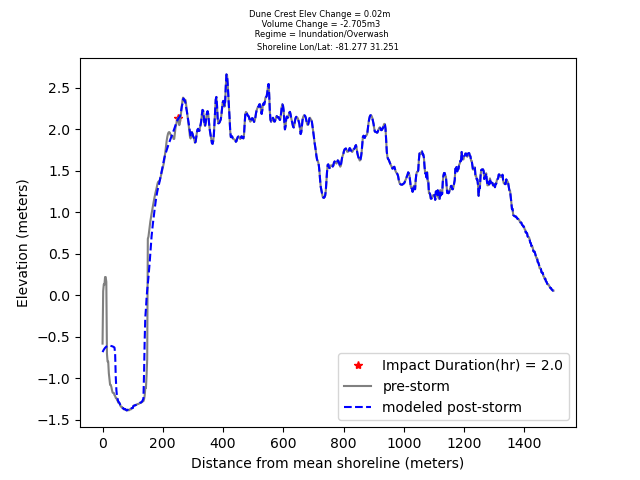 Dune Crest Elev Change = 0.02m
Volume Change = -2.705m3
Regime = Inundation/Overwash
Shoreline Lon/Lat: -81.277 31.251
2.5
2.0
1.5
1.0
0.5
0.0
−0.5
−1.0
−1.5
Elevation (meters)
Impact Duration(hr) = 2.0
pre-storm
modeled post-storm
0 200 400 600 800 1000 1200 1400
Distance from mean shoreline (meters)